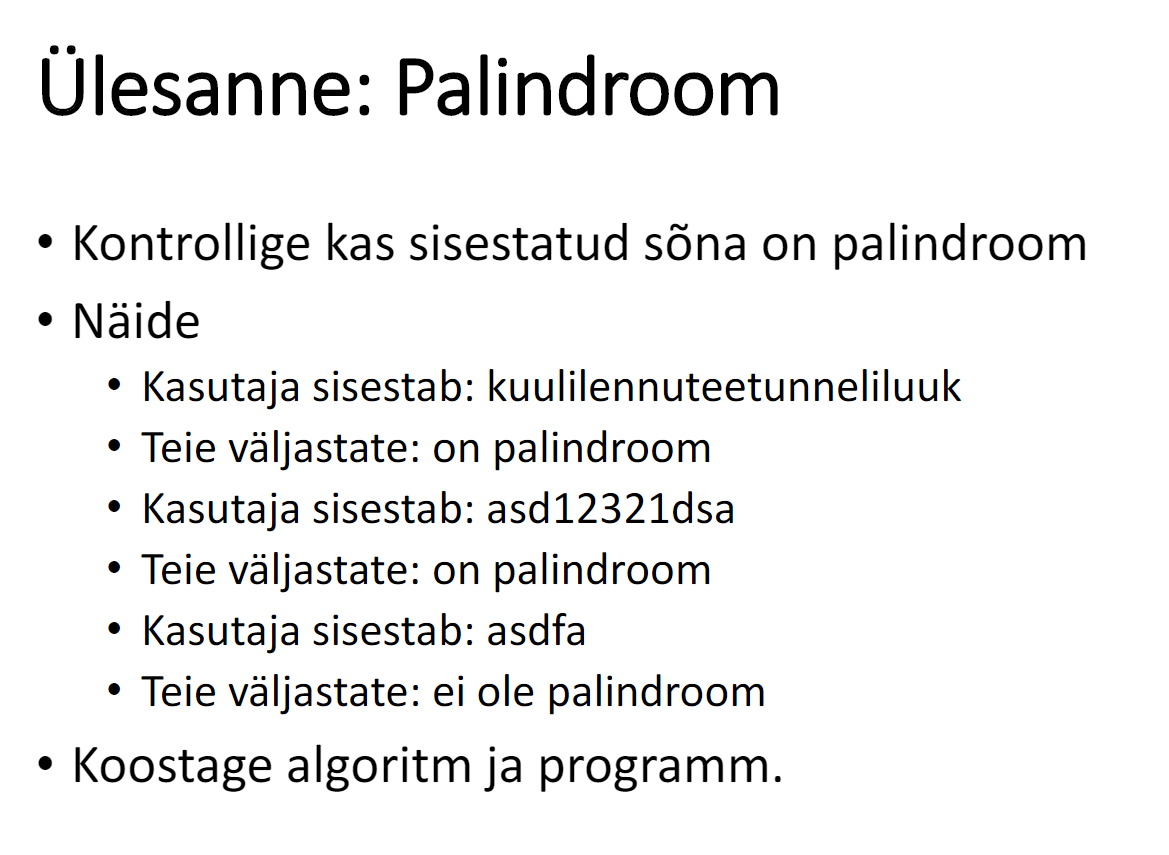 Ülesanne: Palindroom
• Kontrollige kas sisestatud sõna on palindroom
• Näide
• Kasutaja sisestab: kuulilennuteetunneliluuk
• Teie väljastate: on palindroom
• Kasutaja sisestab: asd12321dsa
• Teie väljastate: on palindroom
• Kasutaja sisestab: asdfa
• Teie väljastate: ei ole palindroom
• Koostage algoritm ja programm.